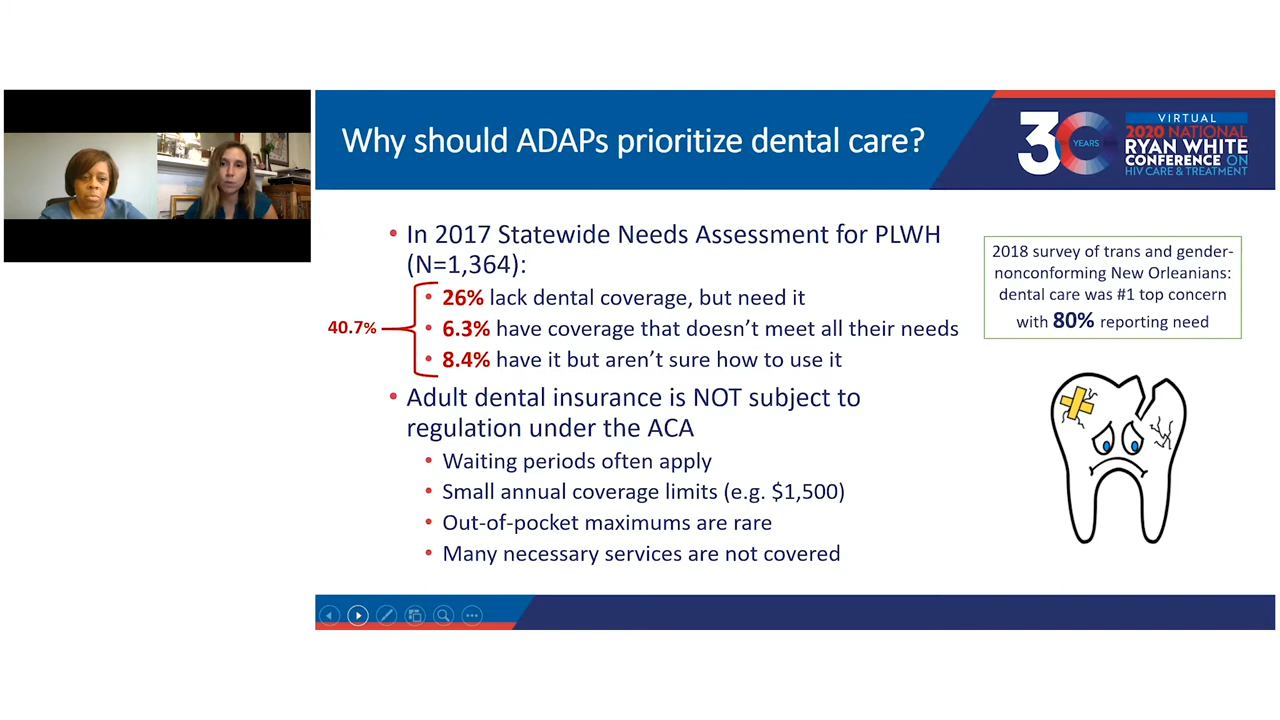 Why should ADAPs prioritize dental care?
30
YEARS
VIRTUAL
2020 NATIONAL
RYAN WHITE
CONFERENCE ON
HIV CARE & TREATMENT
• In 2017 Statewide Needs Assessment for PLWH
(N=1,364):
• 26% lack dental coverage, but need it
40.7%
• 6.3% have coverage that doesn't meet all their needs
• 8.4% have it but aren't sure how to use it
• Adult dental insurance is NOT subject to
regulation under the ACA
• Waiting periods often apply
• Small annual coverage limits (e.g. $1,500)
• Out-of-pocket maximums are rare
• Many necessary services are not covered
2018 survey of trans and gender-
nonconforming New Orleanians:
dental care was #1 top concern
with 80% reporting need